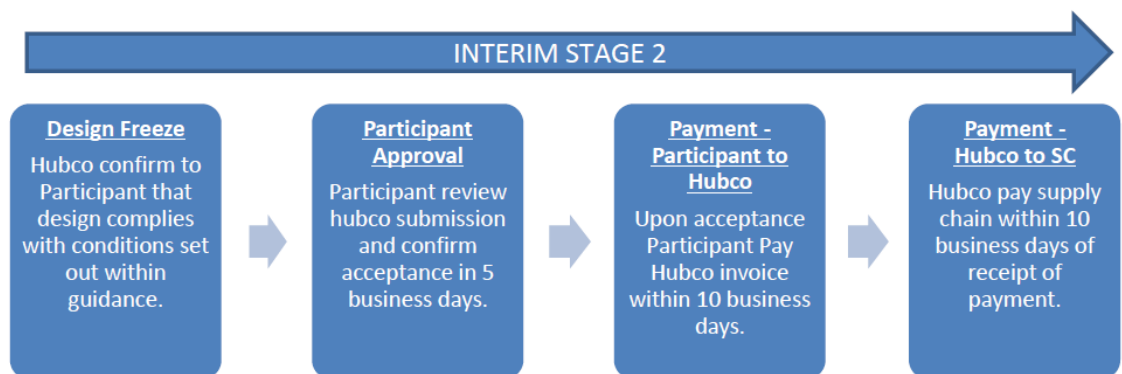 INTERIM STAGE 2
Design Freeze
Hubco confirm to
Participant that
design complies
with conditions set
out within
guidance.
Participant
Approval
Participant review
hubco submission
and confirm
acceptance in 5
business days.
Payment -
Participant to
Hubco
Upon acceptance
Participant Pay
Hubco invoice
within 10 business
days.
Payment -
Hubco to SC
Hubco pay supply
chain within 10
business days of
receipt of
payment.